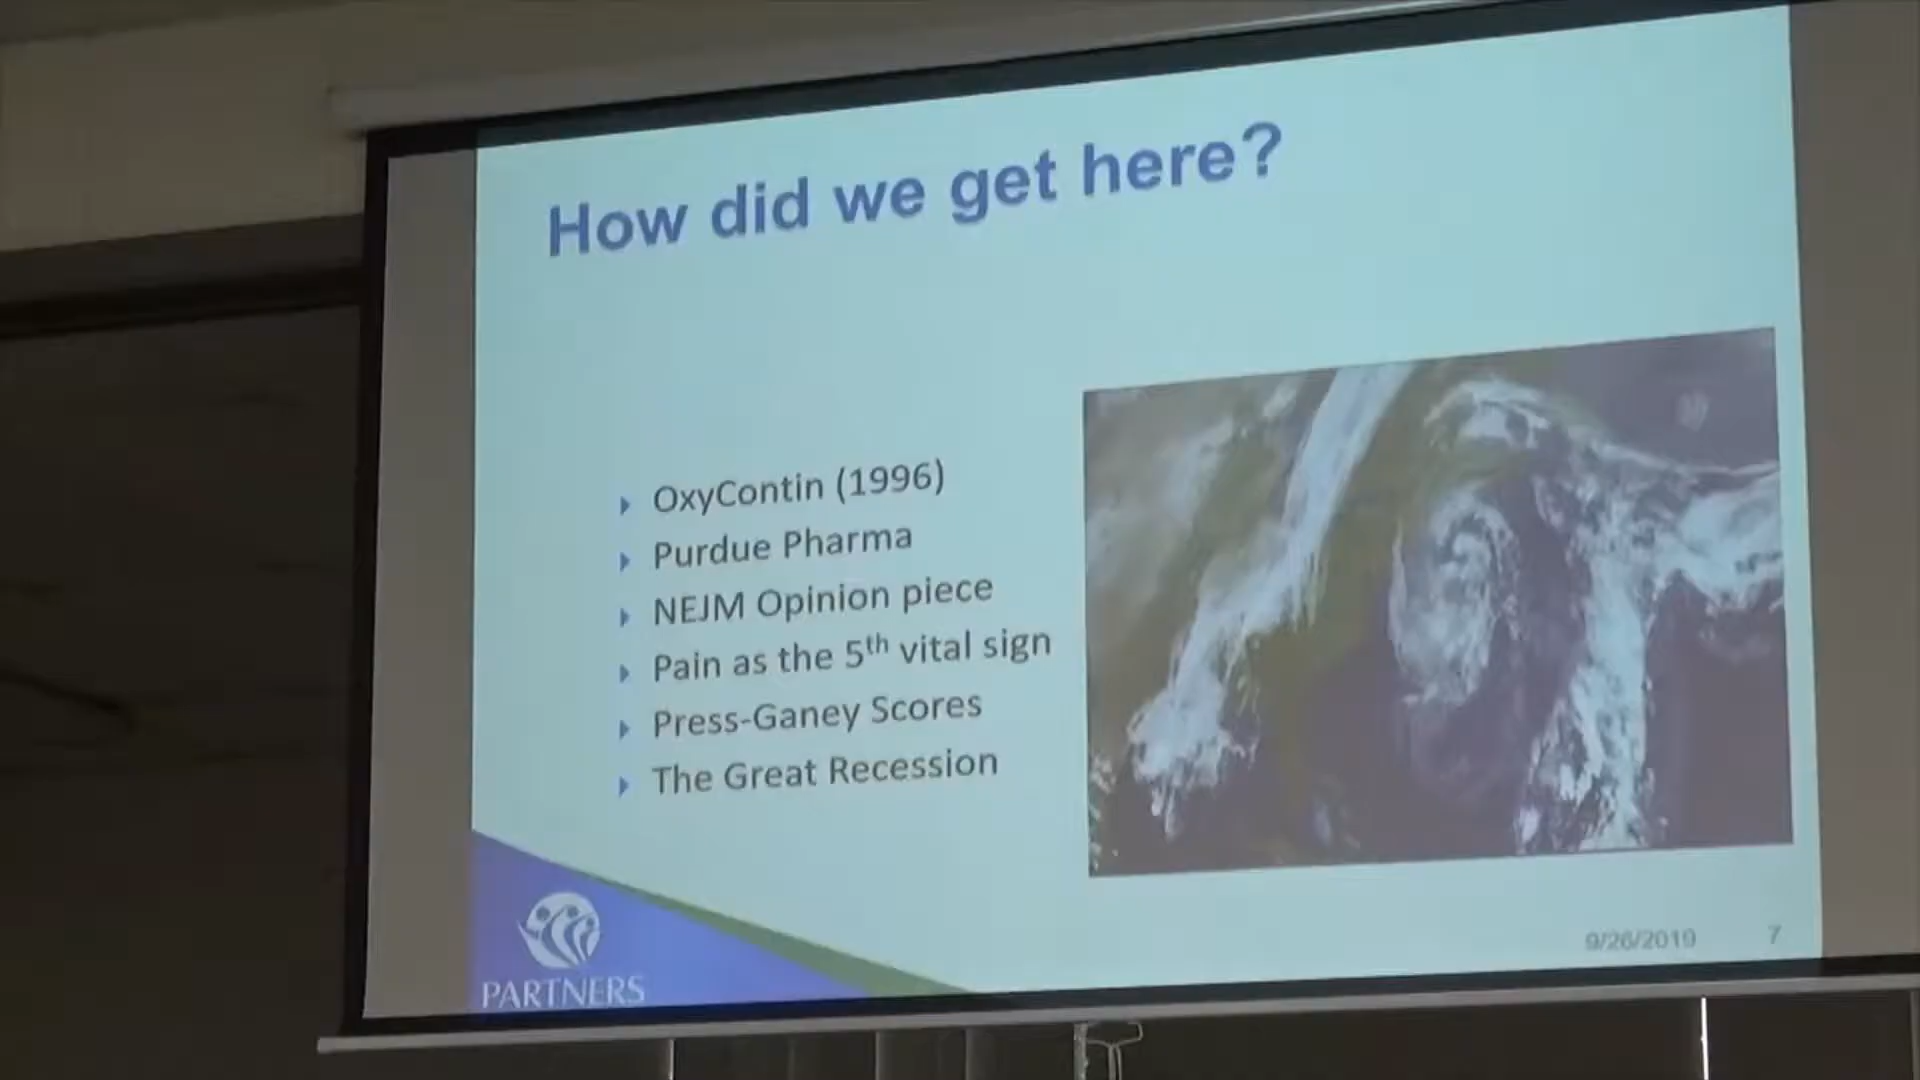 How did we get here?
OxyContin (1996)
Purdue Pharma
NEJM Opinion piece
Pain as the 5th vital sign
Press-Ganey Scores
The Great Recession
PARTNERS
9/26/2019
7